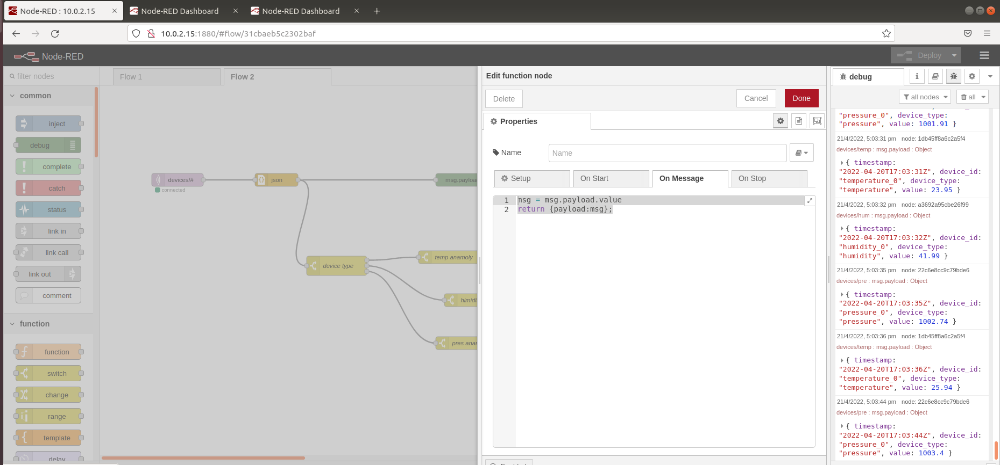 Node-RED : 10.0.2.15
Node-RED Dashboard
Node-RED Dashboard
10.0.2.15:1880/#flow/31cbaeb5c2302baf
Node-RED
Deploy
filter nodes
common
inject
debug
complete
catch
status
link in
link call
link out
comment
function
function
switch
change
range
template
delay
Flow 1
Flow 2
devices/#
connected
json
msg.payload
device type
temp anamoly
himidi
pres anar
Edit function node
Delete
Cancel
Done
Properties
Name
Name
Setup
On Start
On Message
On Stop
1 msg = msg.payload.value
2 return {payload:msg};
debug
all nodes
all
"pressure_0", device_type:
"pressure", value: 1001.91 }
21/4/2022, 5:03:31 pm node: 1db45ff8a6c2a5f4
devices/temp : msg.payload : Object
{ timestamp:
"2022-04-20T17:03:31Z", device_id:
"temperature_0", device_type:
"temperature", value: 23.95 }
21/4/2022, 5:03:32 pm node: a3692a95cbe26f99
devices/hum : msg.payload : Object
{ timestamp:
"2022-04-20T17:03:32Z", device_id:
"humidity_0", device_type:
"humidity", value: 41.99 }
21/4/2022, 5:03:35 pm node: 22c6e8cc9c79bde6
devices/pre : msg.payload : Object
{ timestamp:
"2022-04-20T17:03:35Z", device_id:
"pressure_0", device_type:
"pressure", value: 1002.74 }
21/4/2022, 5:03:36 pm node: 1db45ff8a6c2a5f4
devices/temp : msg.payload : Object
{ timestamp:
"2022-04-20T17:03:36Z", device_id:
"temperature_0", device_type:
"temperature", value: 25.94 }
21/4/2022, 5:03:44 pm node: 22c6e8cc9c79bde6
devices/pre : msg.payload : Object
{ timestamp:
"2022-04-20T17:03:44Z", device_id:
"pressure_0", device_type:
"pressure", value: 1003.4 }